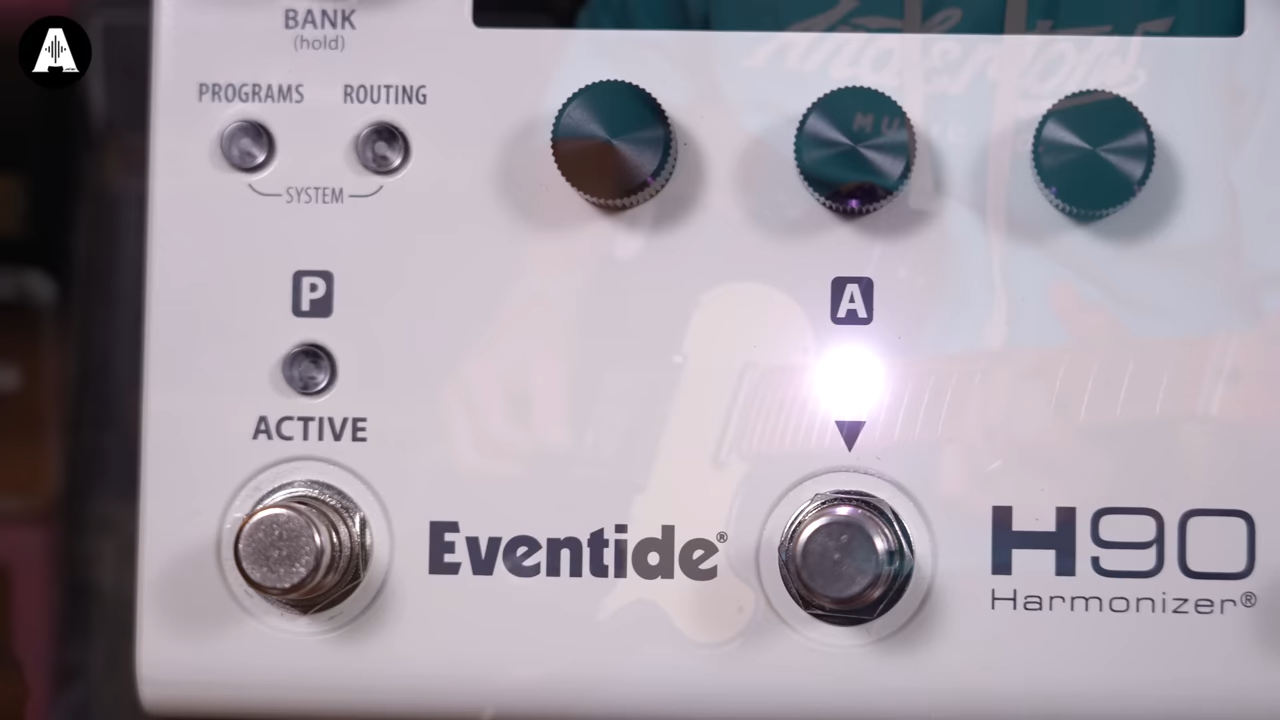 BANK
(hold)
PROGRAMS ROUTING
SYSTEM
P
A
ACTIVE
Eventide®
H90
Harmonizer®